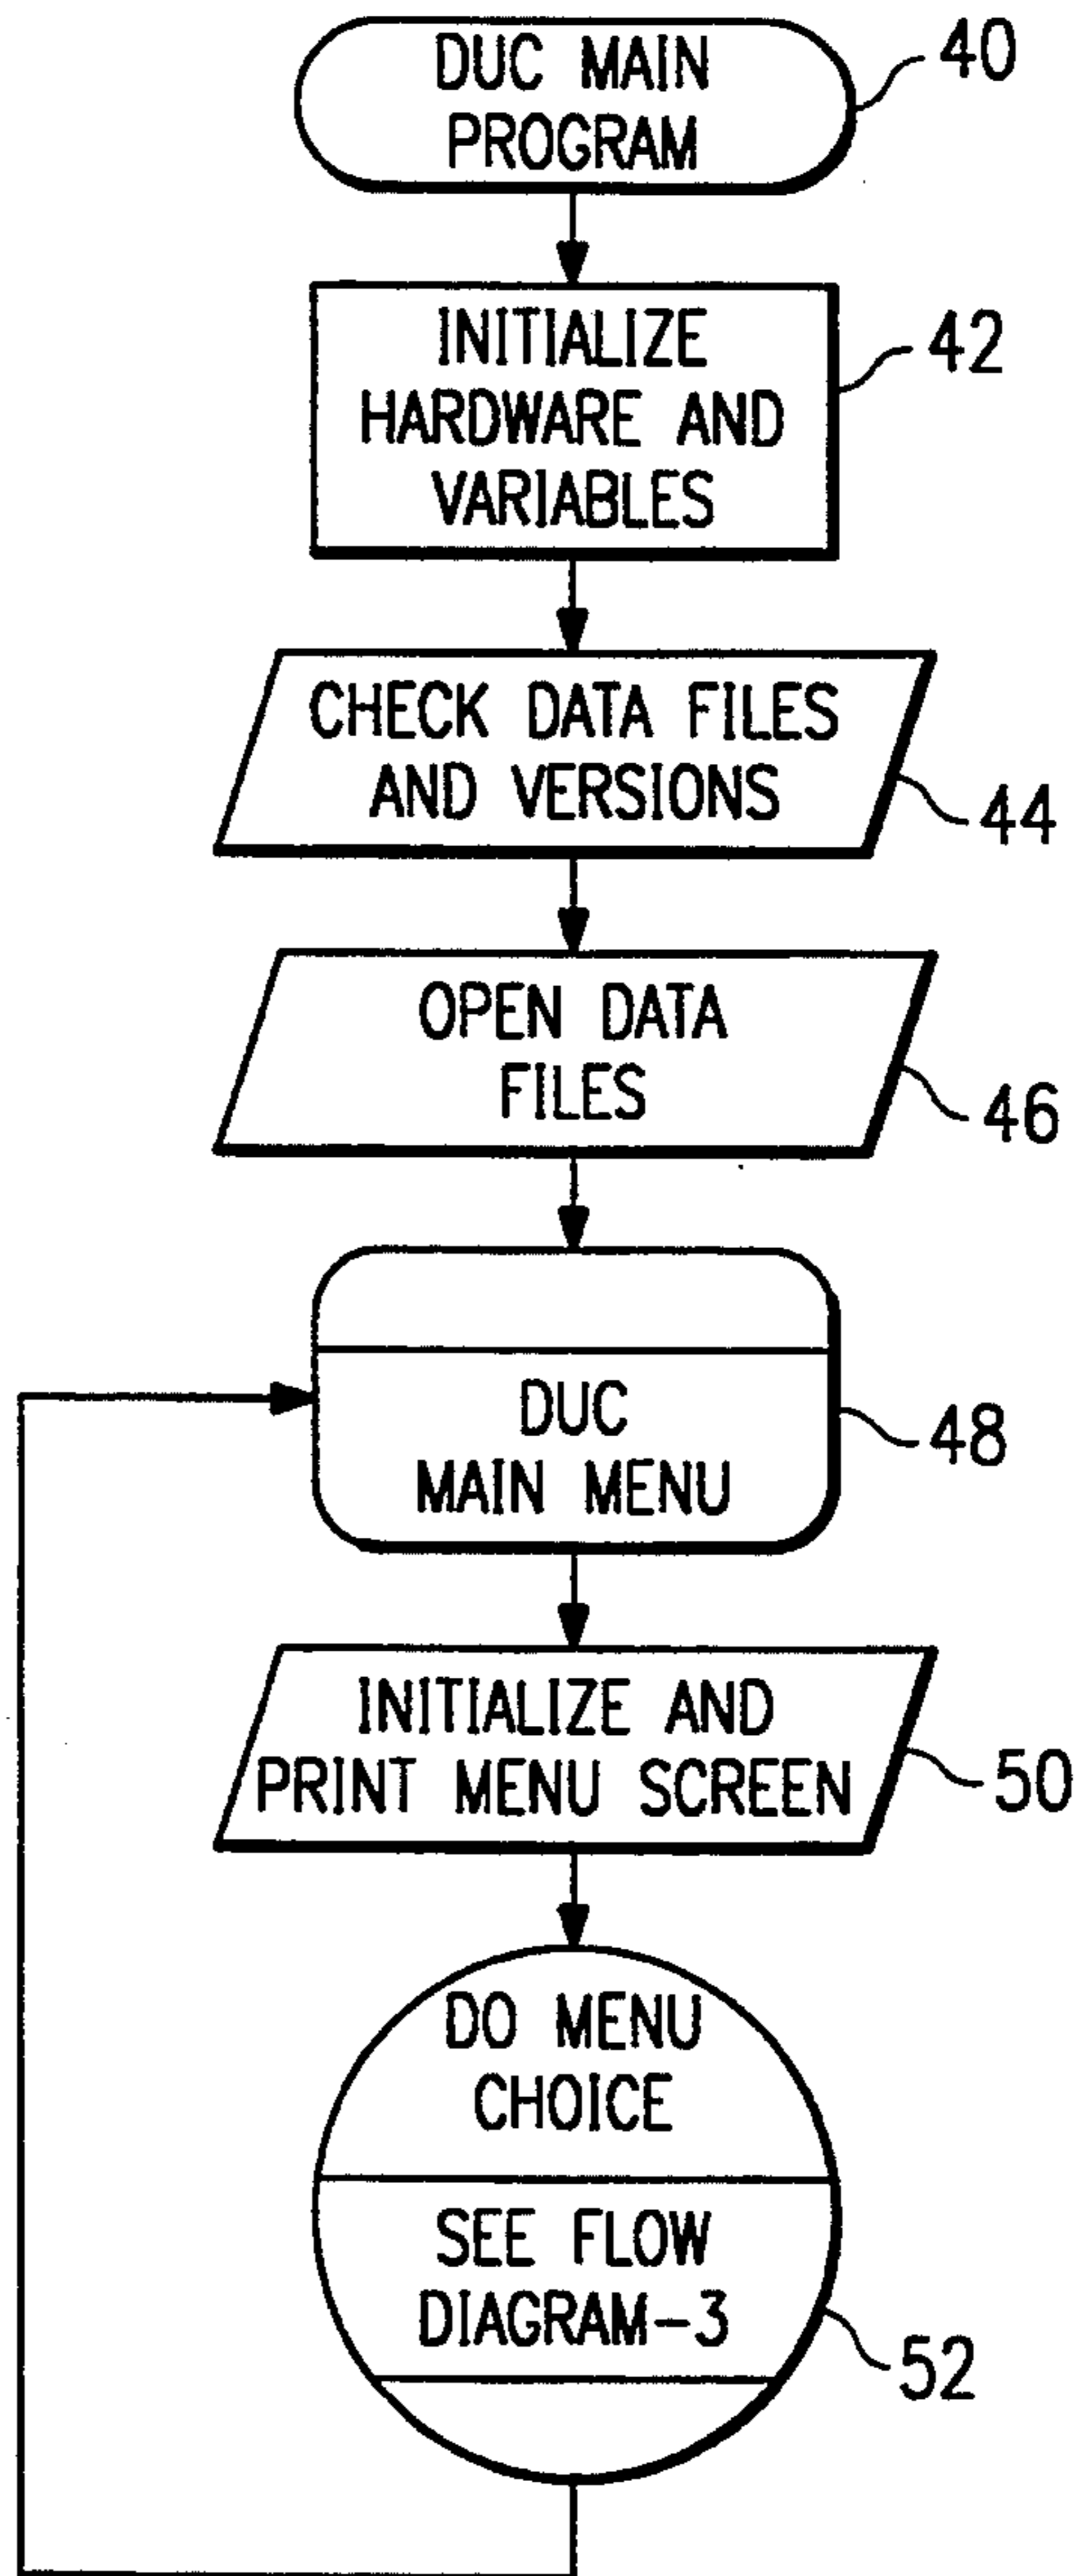 DUC MAIN
PROGRAM
40
INITIALIZE
HARDWARE AND
VARIABLES
42
CHECK DATA FILES
AND VERSIONS
44
OPEN DATA
FILES
46
DUC
MAIN MENU
48
INITIALIZE AND
PRINT MENU SCREEN
50
DO MENU
CHOICE
SEE FLOW
DIAGRAM-3
52